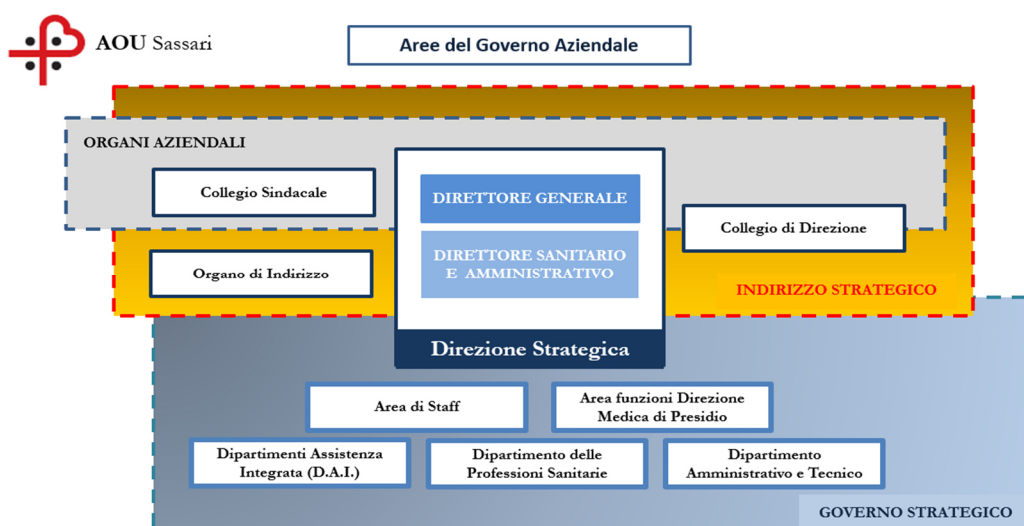 AOU Sassari
Aree del Governo Aziendale
ORGANI AZIENDALI
Collegio Sindacale
DIRETTORE GENERALE
Collegio di Direzione
DIRETTORE SANITARIO
E AMMINISTRATIVO
Organo di Indirizzo
INDIRIZZO STRATEGICO
Direzione Strategica
Area di Staff
Area funzioni Direzione
Medica di Presidio
Dipartimenti Assistenza
Integrata (D.A.I.)
Dipartimento delle
Professioni Sanitarie
Dipartimento
Amministrativo e Tecnico
GOVERNO STRATEGICO